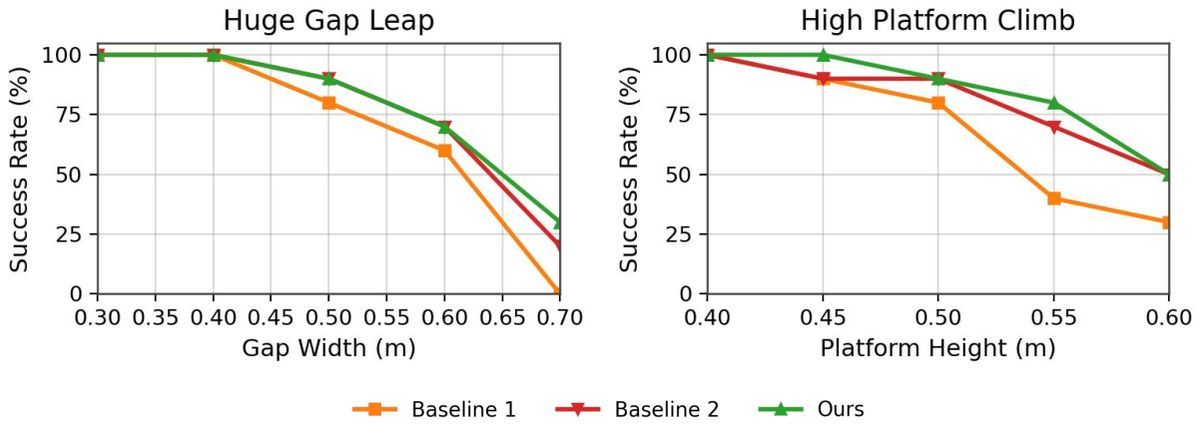 Huge Gap Leap
Success Rate (%)
100
75
50
25
0
0.30 0.35 0.40 0.45 0.50 0.55 0.60 0.65 0.70
Gap Width (m)
High Platform Climb
Success Rate (%)
100
75
50
25
0
0.40 0.45 0.50 0.55 0.60
Platform Height (m)
Baseline 1 Baseline 2 Ours